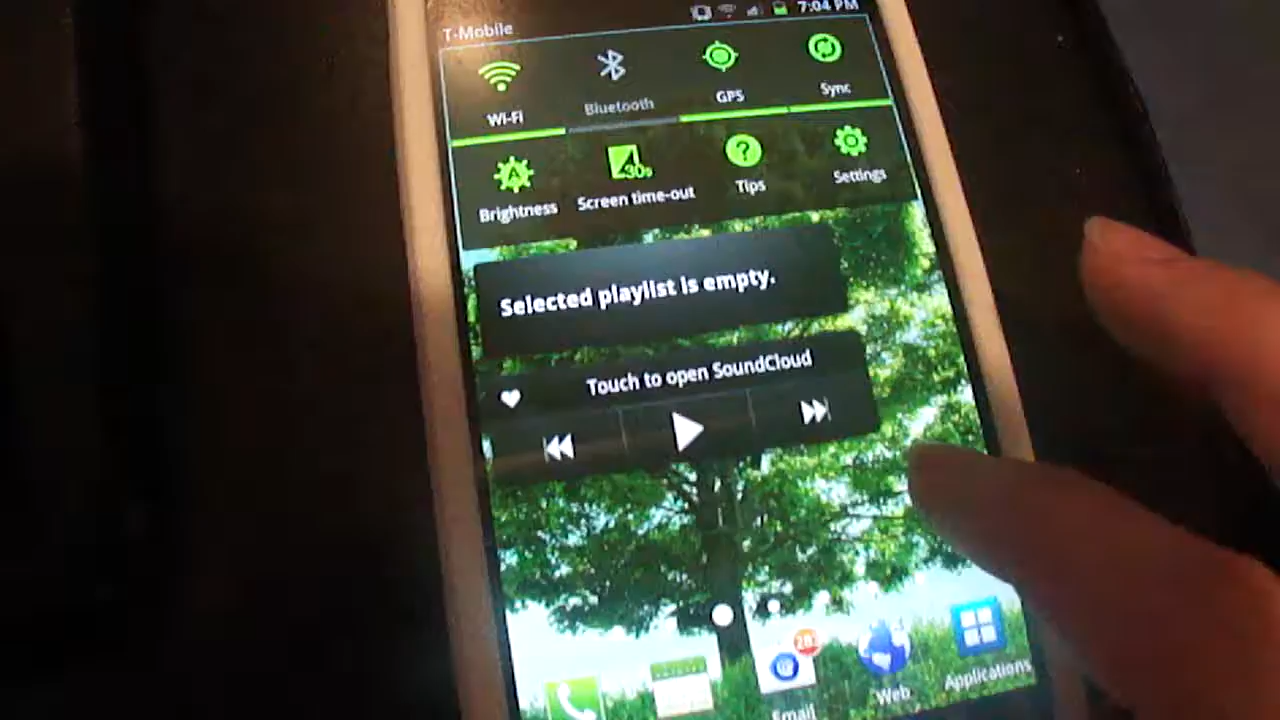 7:04 PM
T-Mobile
Wi-Fi Bluetooth GPS Sync
A 30s ?
Brightness Screen time-out Tips Settings
Selected playlist is empty.
Touch to open SoundCloud
Email Web Applications